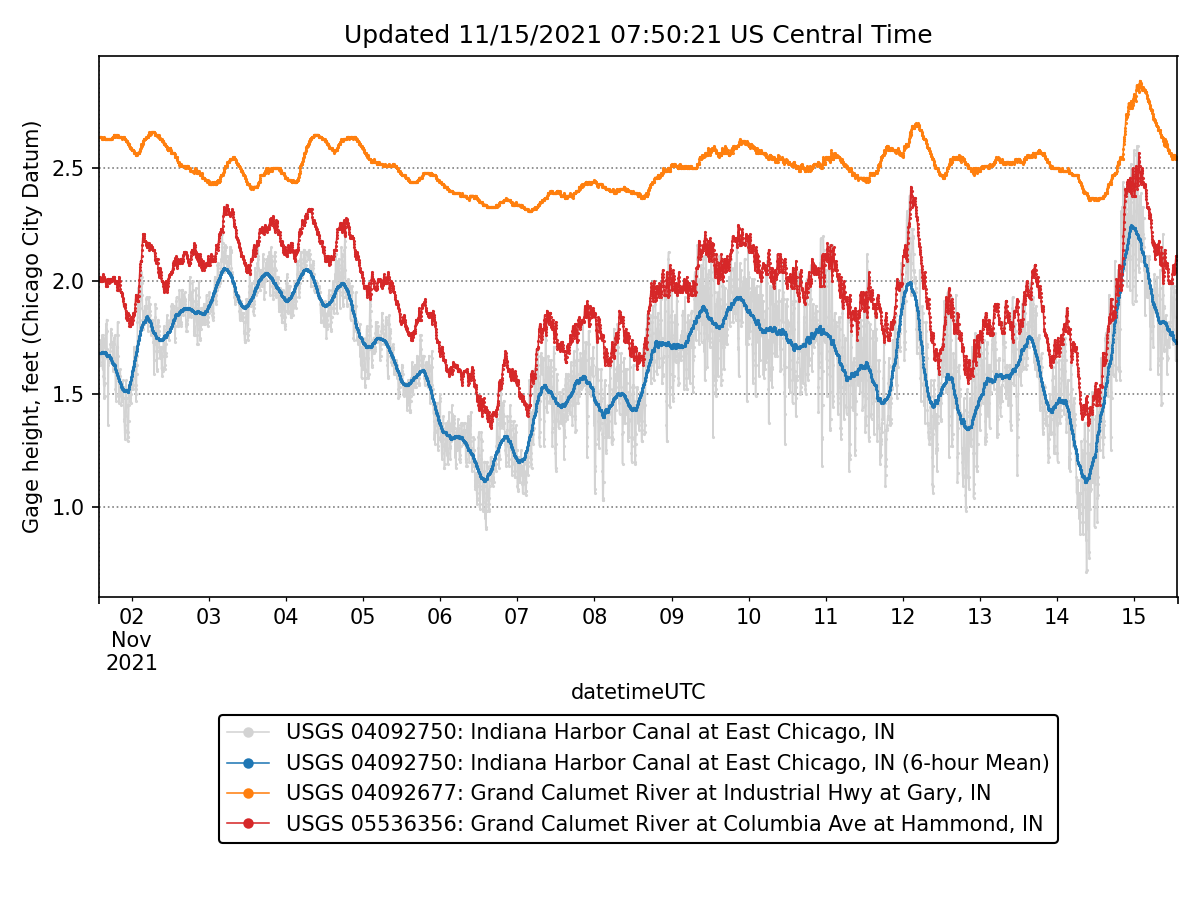 Updated 11/15/2021 07:50:21 US Central Time
Gage height, feet (Chicago City Datum)
2.5
2.0
1.5
1.0
02 03 04 05 06 07 08 09 10 11 12 13 14 15
Nov
2021
datetimeUTC
USGS 04092750: Indiana Harbor Canal at East Chicago, IN
USGS 04092750: Indiana Harbor Canal at East Chicago, IN (6-hour Mean)
USGS 04092677: Grand Calumet River at Industrial Hwy at Gary, IN
USGS 05536356: Grand Calumet River at Columbia Ave at Hammond, IN